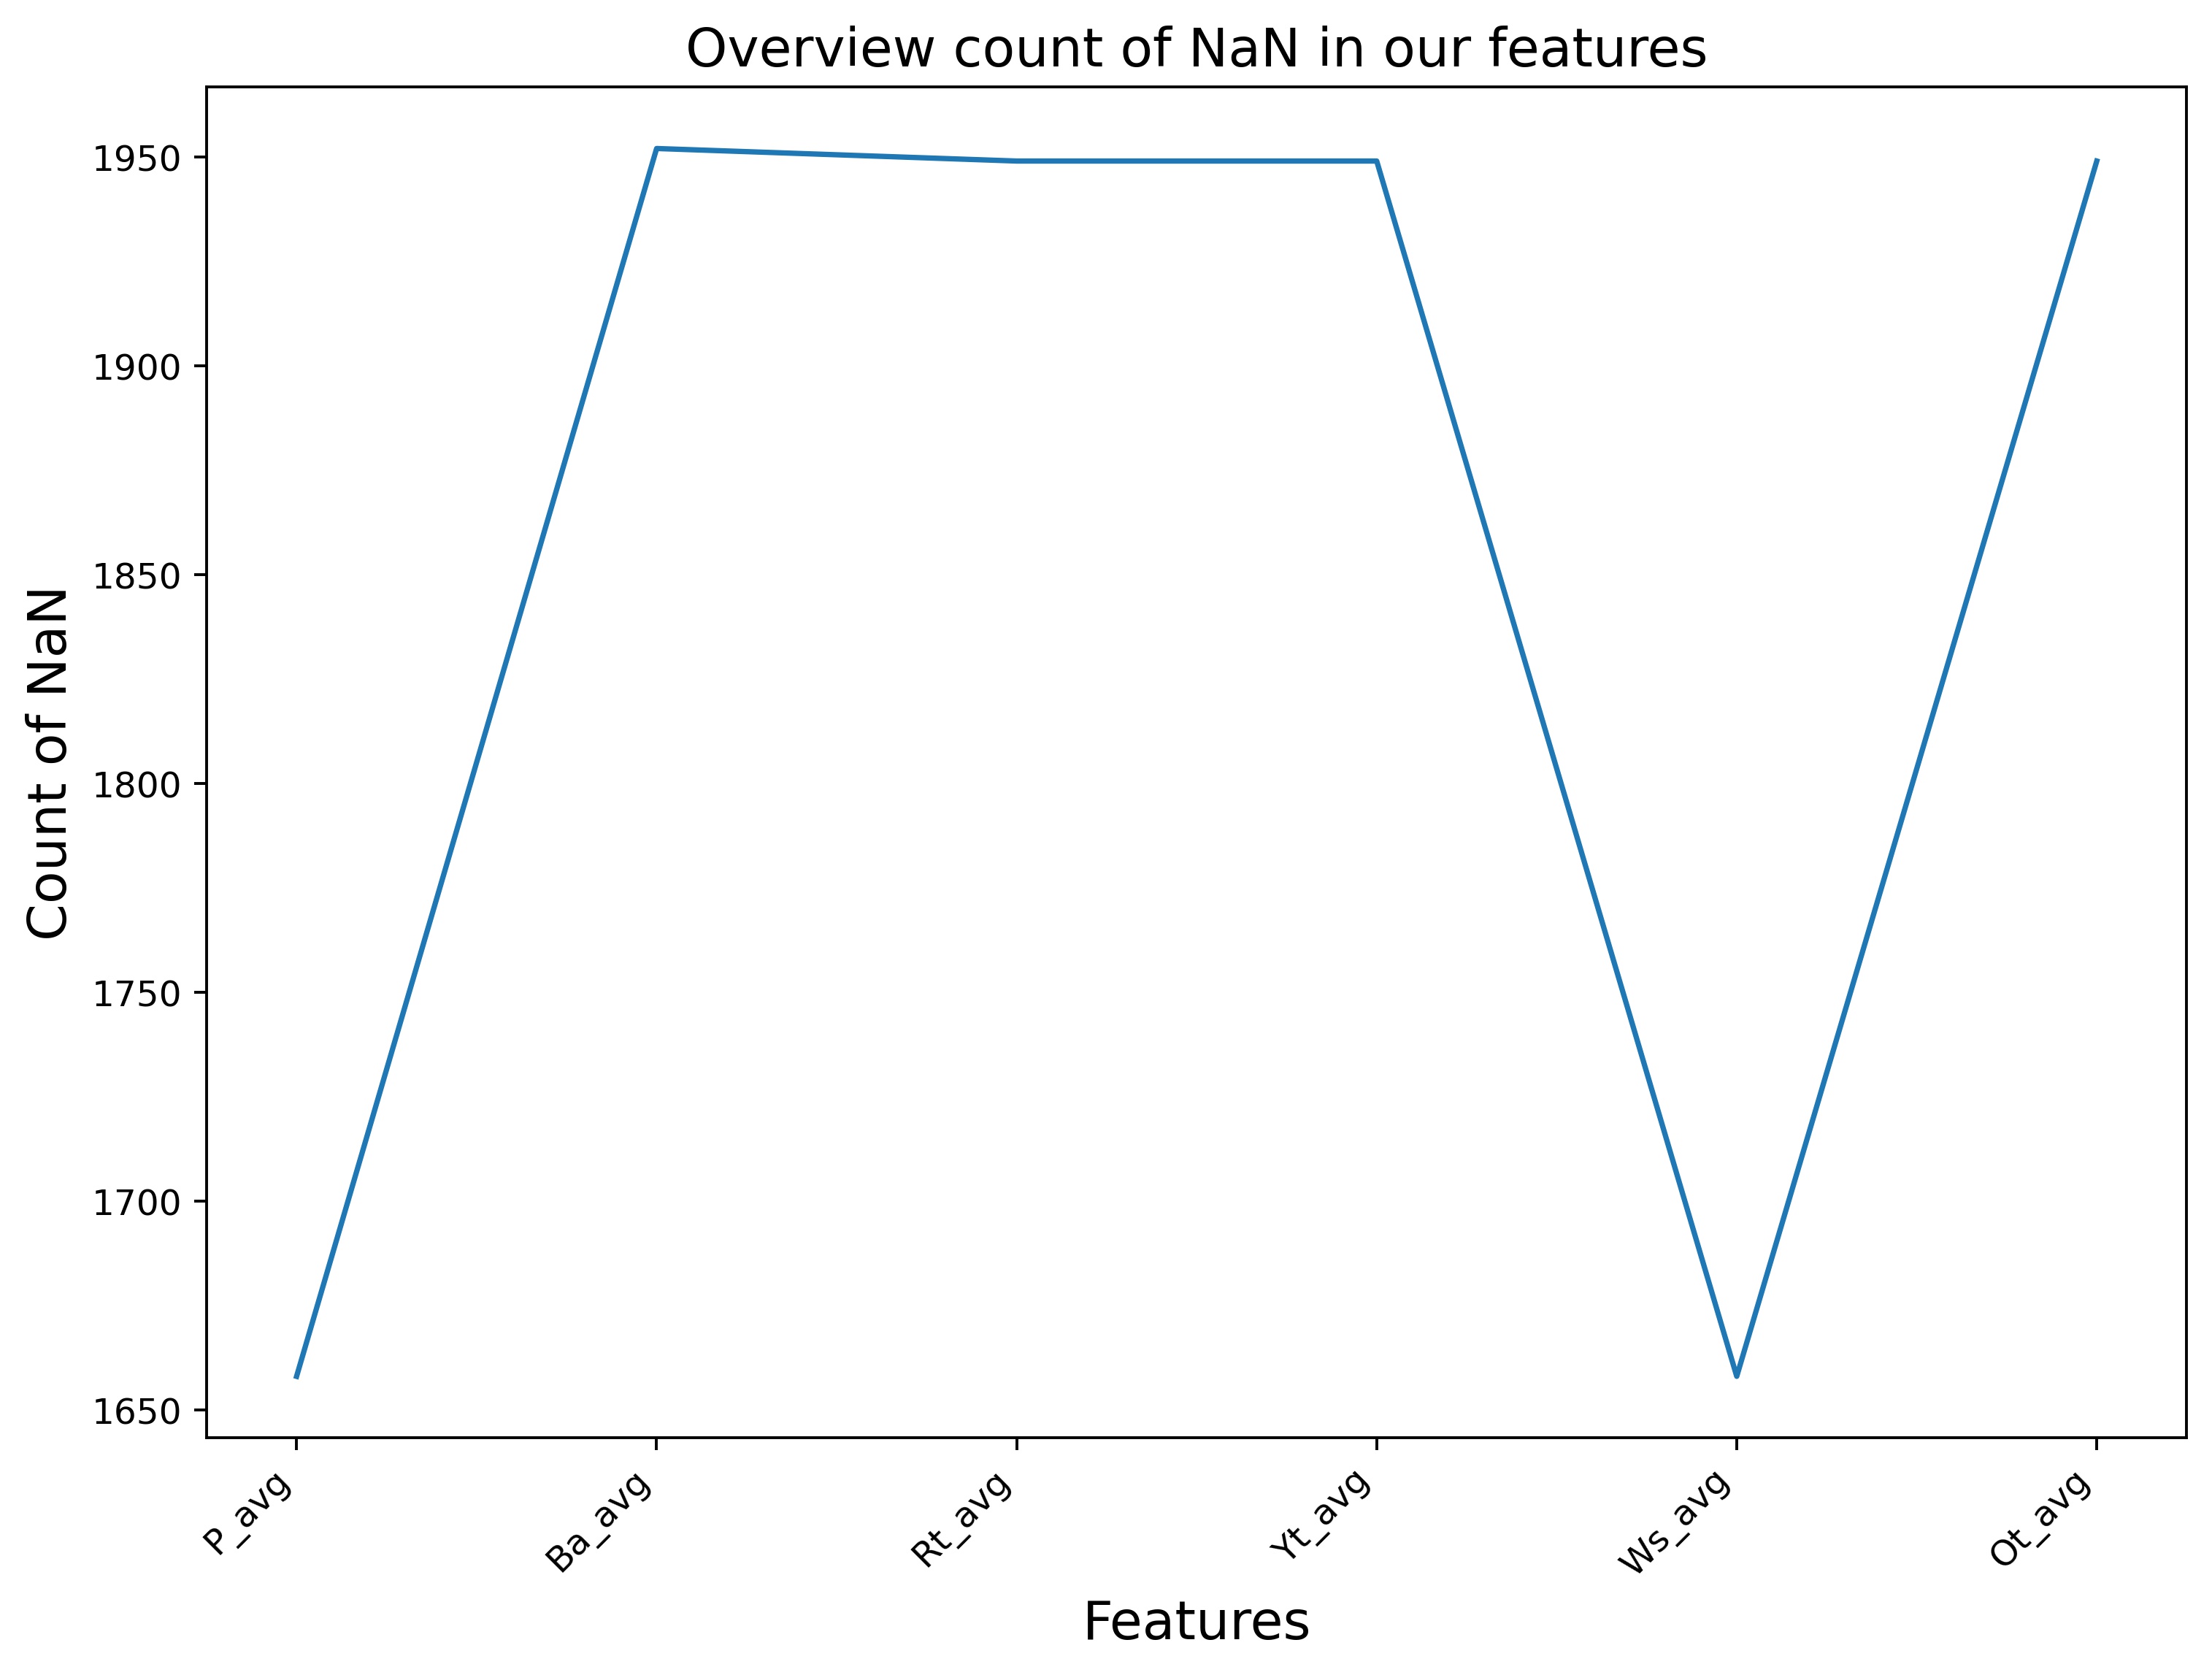 Overview count of NaN in our features
Count of NaN
1950
1900
1850
1800
1750
1700
1650
P_avg
Ba_avg
Rt_avg
Yt_avg
Ws_avg
Ot_avg
Features